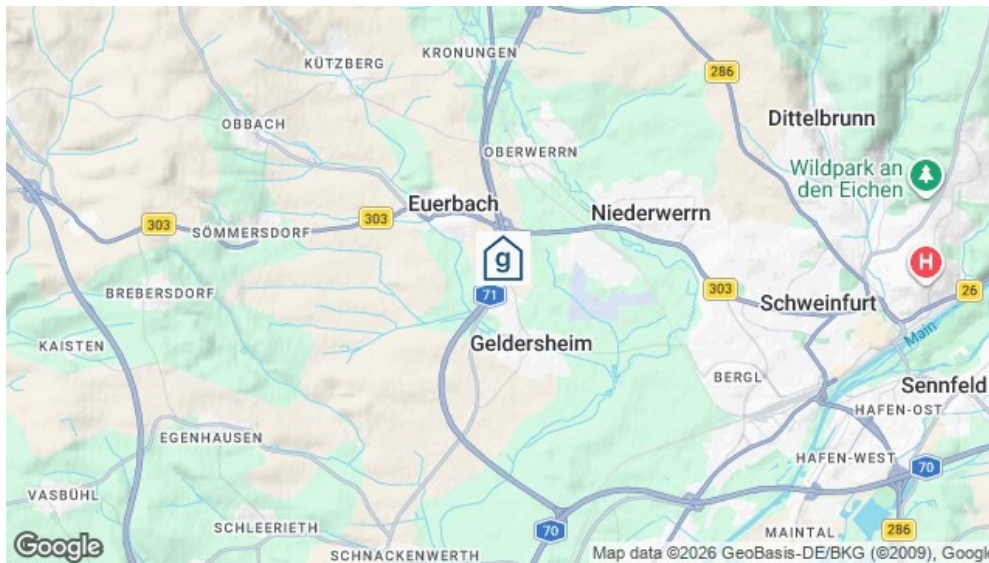 KRONUNGEN
KÜTZBERG
286
Dittelbrunn
OBBACH
OBERWERRN
Wildpark an
den Eichen
Euerbach
Niederwerrn
303
303
SÖMMERSDORF
g
H
BREBERSDORF
71
303
26
Schweinfurt
KAISTEN
Geldersheim
Main
BERGL
Sennfeld
HAFEN-OST
EGENHAUSEN
HAFEN-WEST
70
VASBÜHL
SCHLEERIETH
70
MAINTAL
286
Google
SCHNACKENWERTH
Map data ©2026 GeoBasis-DE/BKG (©2009), Google